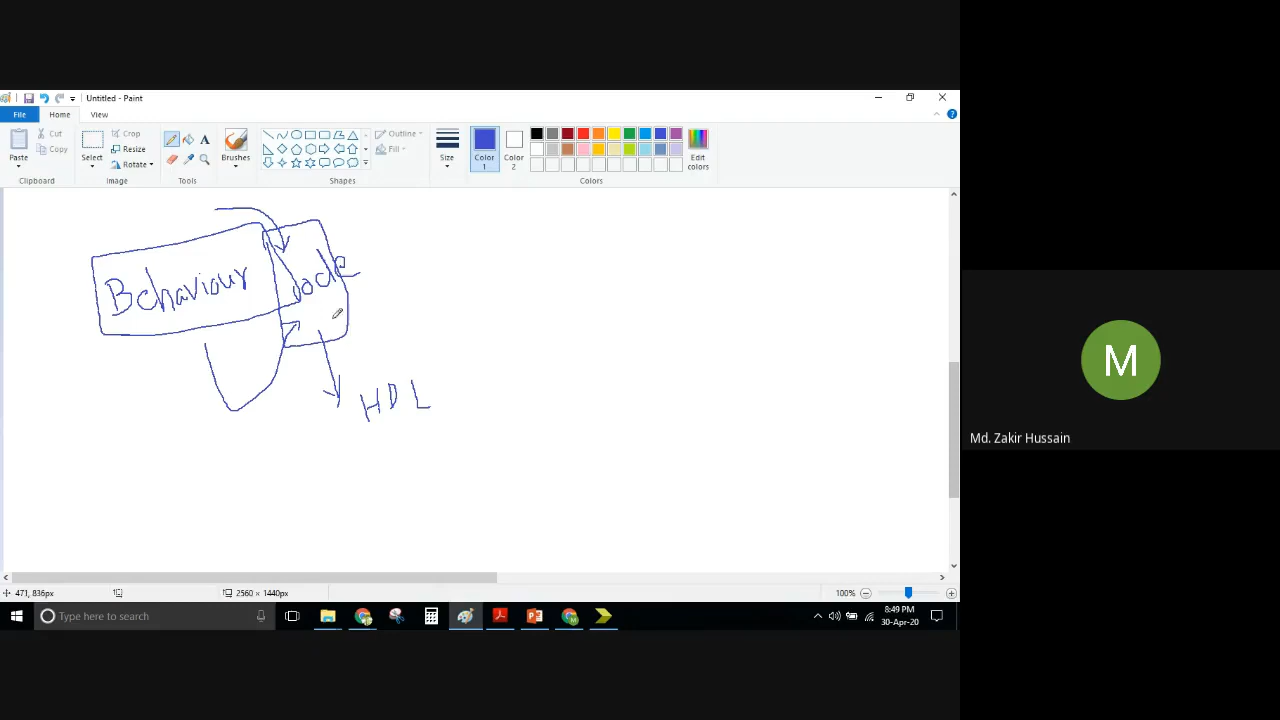 Untitled - Paint
File Home View
Cut
Copy
Paste
Clipboard
Crop
Resize
Rotate
Select
Image
Tools
Brushes
Outline
Fill
Shapes
Size
Color 1
Color 2
Edit colors
Colors
Behaviour
HDL
M
Md. Zakir Hussain
471, 836px
2560 × 1440px
100%
Type here to search
8:49 PM
30-Apr-20